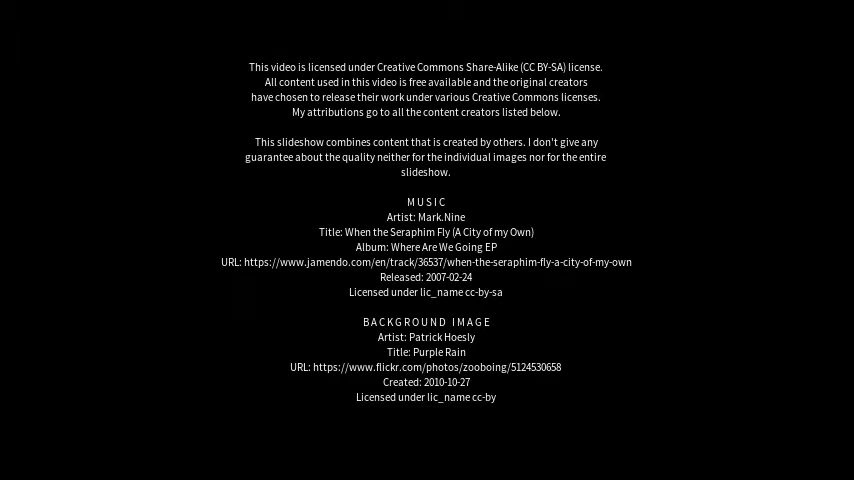 This video is licensed under Creative Commons Share-Alike (CC BY-SA) license.
All content used in this video is free available and the original creators
have chosen to release their work under various Creative Commons licenses.
My attributions go to all the content creators listed below.
This slideshow combines content that is created by others. I don't give any
guarantee about the quality neither for the individual images nor for the entire
slideshow.
MUSIC
Artist: Mark.Nine
Title: When the Seraphim Fly (A City of my Own)
Album: Where Are We Going EP
URL: https://www.jamendo.com/en/track/36537/when-the-seraphim-fly-a-city-of-my-own
Released: 2007-02-24
Licensed under lic_name cc-by-sa
BACKGROUND IMAGE
Artist: Patrick Hoesly
Title: Purple Rain
URL: https://www.flickr.com/photos/zooboing/5124530658
Created: 2010-10-27
Licensed under lic_name cc-by